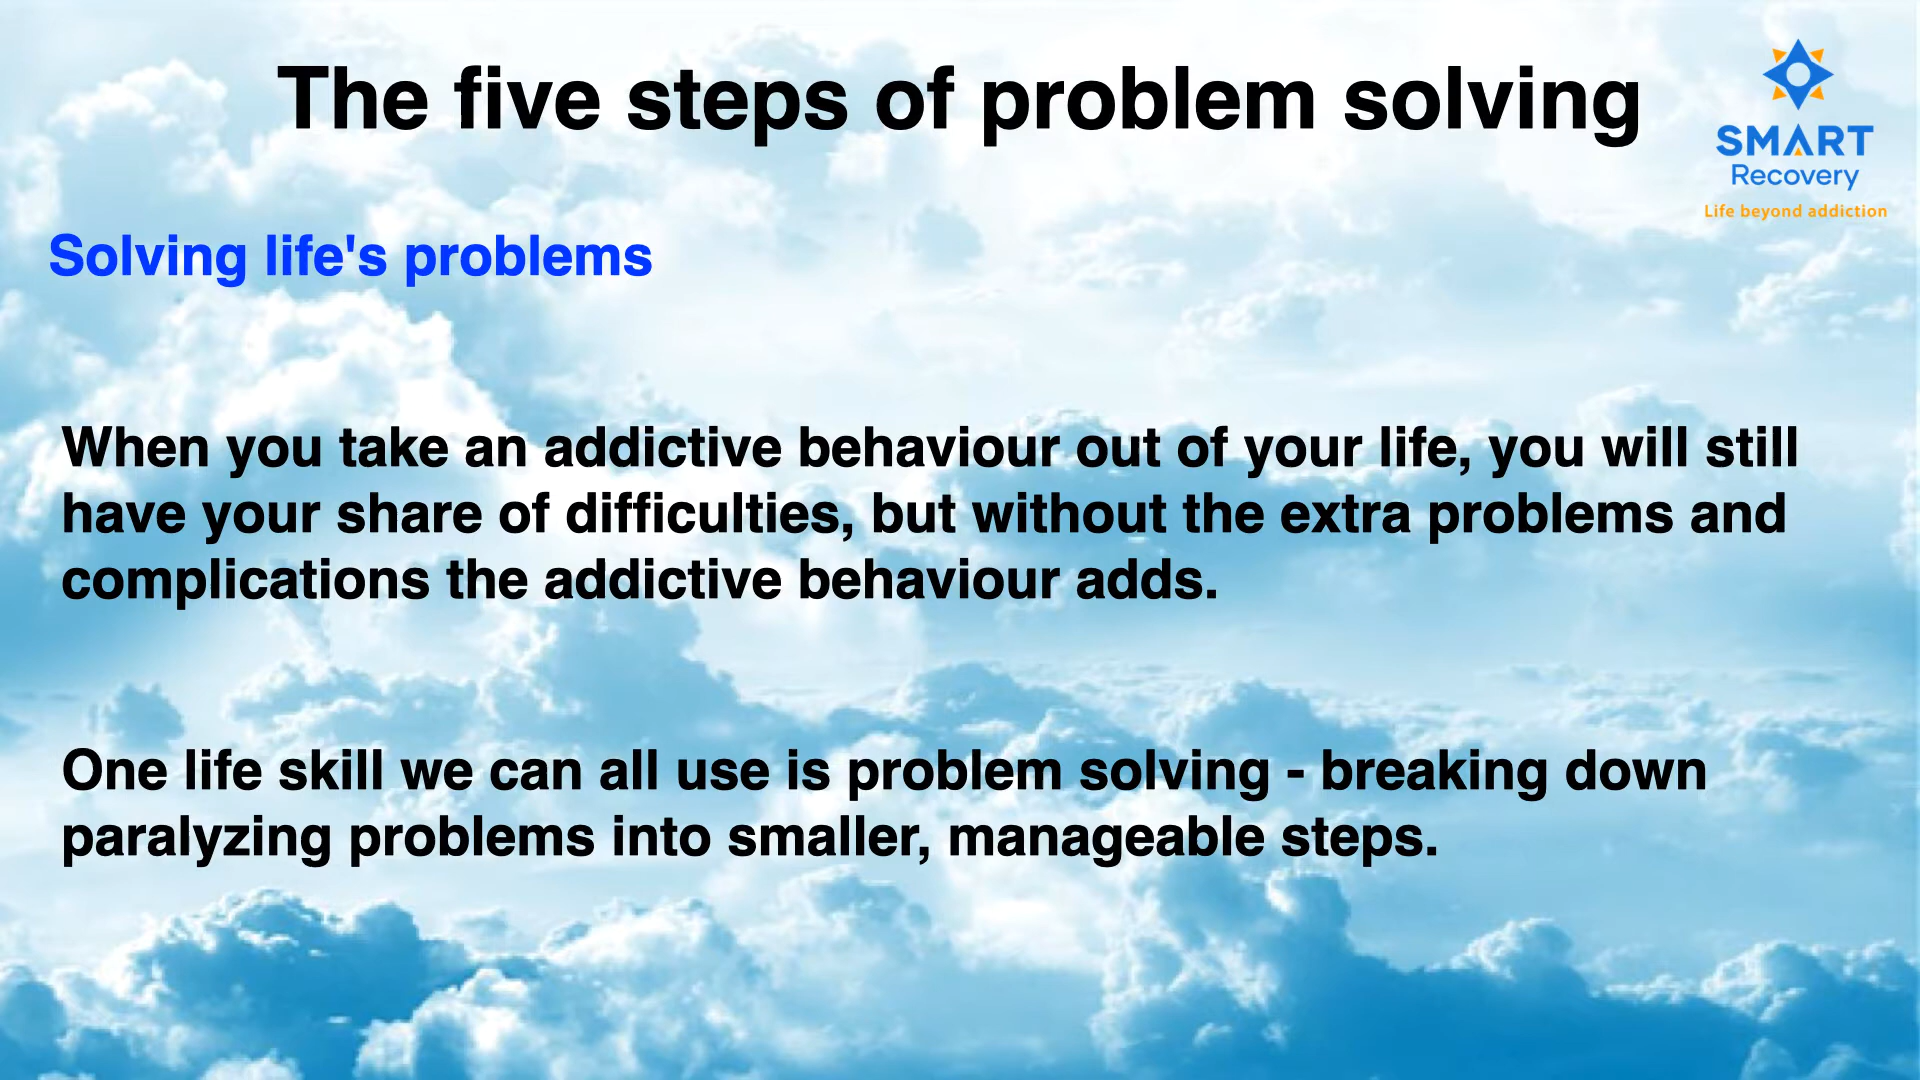 The five steps of problem solving
SMART
Recovery
Life beyond addiction
Solving life's problems
When you take an addictive behaviour out of your life, you will still
have your share of difficulties, but without the extra problems and
complications the addictive behaviour adds.
One life skill we can all use is problem solving - breaking down
paralyzing problems into smaller, manageable steps.